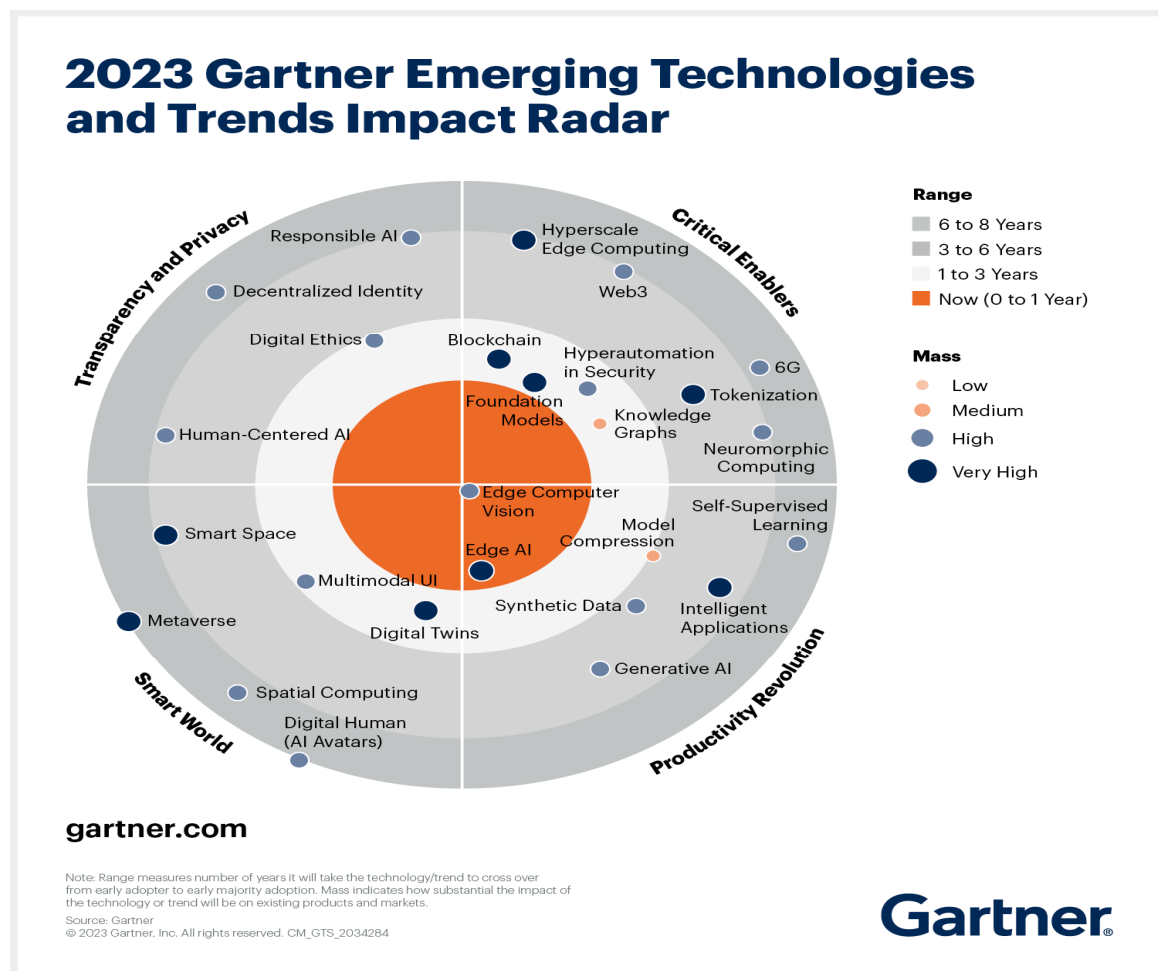 2023 Gartner Emerging Technologies
and Trends Impact Radar
Transparency and Privacy
Critical Enablers
Responsible AI
Hyperscale
Edge Computing
Decentralized Identity
Web3
Digital Ethics
Blockchain
Hyperautomation
in Security
6G
Foundation
Models
Tokenization
Knowledge
Graphs
Human-Centered AI
Neuromorphic
Computing
Edge Computer
Vision
Self-Supervised
Learning
Smart Space
Model
Compression
Edge AI
Multimodal UI
Synthetic Data
Intelligent
Applications
Metaverse
Digital Twins
Generative AI
Spatial Computing
Digital Human
(AI Avatars)
Smart World
Productivity Revolution
Range
6 to 8 Years
3 to 6 Years
1 to 3 Years
Now (0 to 1 Year)
Mass
Low
Medium
High
Very High
gartner.com
Note: Range measures number of years it will take the technology/trend to cross over
from early adopter to early majority adoption. Mass indicates how substantial the impact of
the technology or trend will be on existing products and markets.
Source: Gartner
© 2023 Gartner, Inc. All rights reserved. CM_GTS_2034284
Gartner®